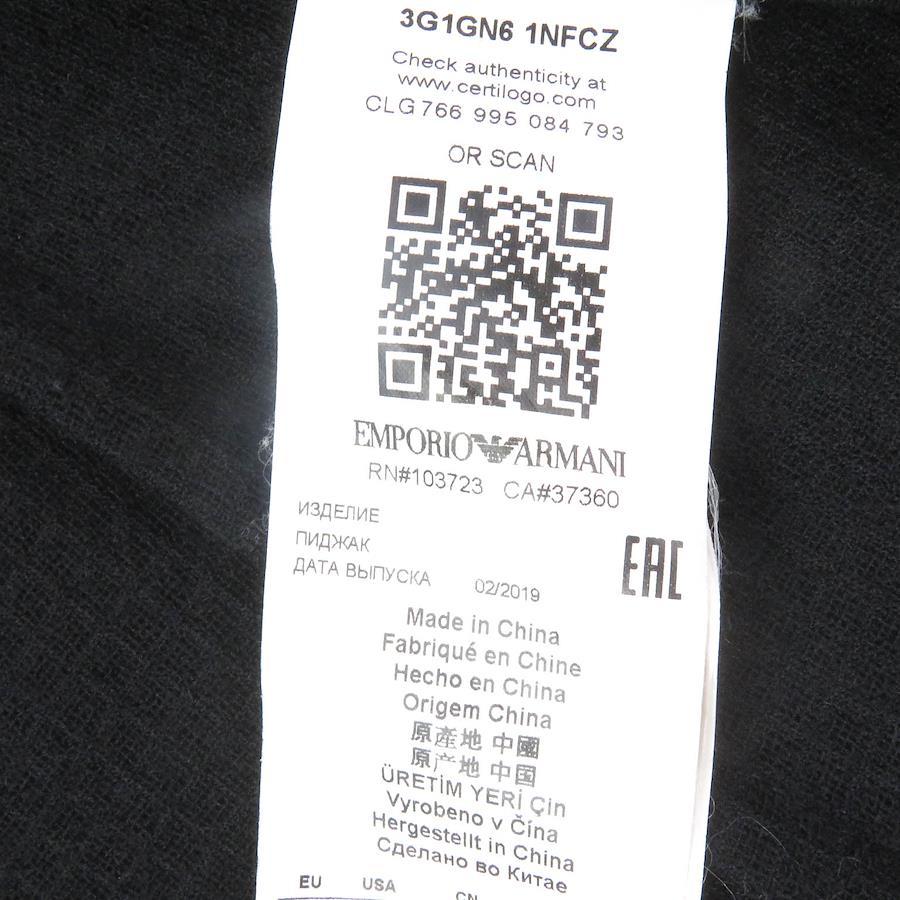 3G1GN6 1NFCZ
Check authenticity at
www.certilogo.com
CLG 766 995 084 793
OR SCAN
EMPORIO ARMANI
RN#103723 CA#37360
ИЗДЕЛИЕ
ПИДЖАК
ДАТА ВЫПУСКА 02/2019
EAC
Made in China
Fabriqué en Chine
Hecho en China
Origem China
原產地 中國
原产地 中国
ÜRETİM YERİ Çin
Vyrobeno v Čína
Hergestellt in China
Сделано во Китае
EU USA CN